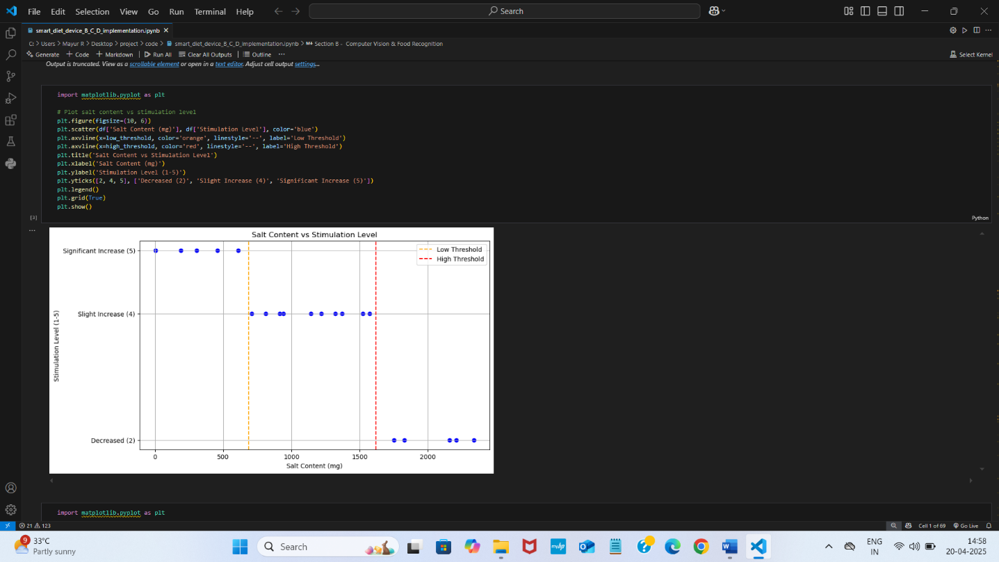 File Edit Selection View Go Run Terminal Help
Search
smart_diet_device_B_C_D_implementation.ipynb
C: > Users > Mayur R > Desktop > project > code > smart_diet_device_B_C_D_implementation.ipynb > Section B - Computer Vision & Food Recognition
Generate + Code + Markdown Run All Clear All Outputs Outline ...
Select Kernel
Output is truncated. View as a scrollable element or open in a text editor. Adjust cell output settings...
import matplotlib.pyplot as plt
# Plot salt content vs stimulation level
plt.figure(figsize=(10, 6))
plt.scatter(df['Salt Content (mg)'], df['Stimulation Level'], color='blue')
plt.axvline(x=low_threshold, color='orange', linestyle='--', label='Low Threshold')
plt.axvline(x=high_threshold, color='red', linestyle='--', label='High Threshold')
plt.title('Salt Content vs Stimulation Level')
plt.xlabel('Salt Content (mg)')
plt.ylabel('Stimulation Level (1-5)')
plt.yticks([2, 4, 5], ['Decreased (2)', 'Slight Increase (4)', 'Significant Increase (5)'])
plt.legend()
plt.grid(True)
plt.show()
[3]
Python
...
Salt Content vs Stimulation Level
Low Threshold
High Threshold
Significant Increase (5)
Slight Increase (4)
Decreased (2)
Stimulation Level (1-5)
0 500 1000 1500 2000
Salt Content (mg)
import matplotlib.pyplot as plt
21 123
Cell 1 of 69 Go Live
9
33°C
Partly sunny
Search
myhp
ENG
IN
14:58
20-04-2025